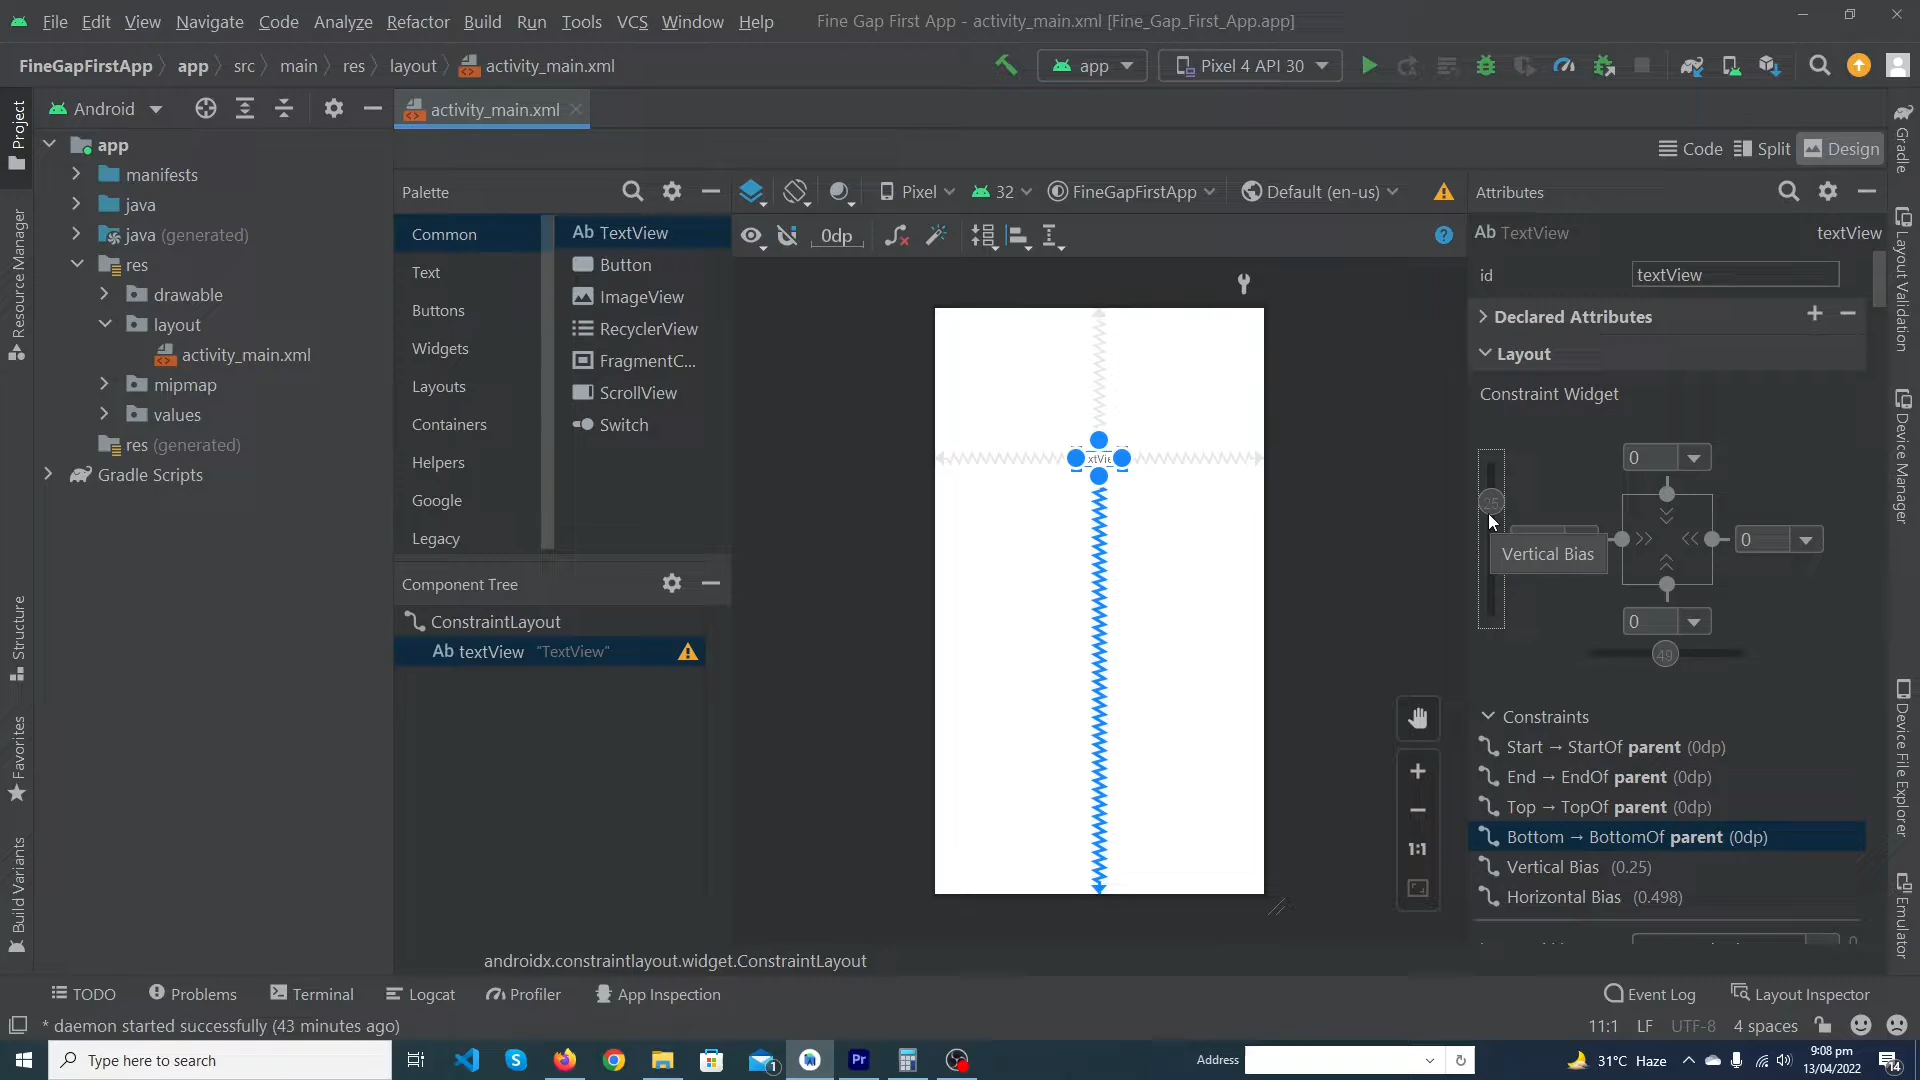 File Edit View Navigate Code Analyze Refactor Build Run Tools VCS Window Help Fine Gap First App - activity_main.xml [Fine_Gap_First_App.app]
FineGapFirstApp app src main res layout activity_main.xml app Pixel 4 API 30
Project
Resource Manager
Structure
Favorites
Build Variants
Android
app
manifests
java
java (generated)
res
drawable
layout
activity_main.xml
mipmap
values
res (generated)
Gradle Scripts
activity_main.xml
Code Split Design
Palette
Common
Text
Buttons
Widgets
Layouts
Containers
Helpers
Google
Legacy
Ab TextView
Button
ImageView
RecyclerView
FragmentC...
ScrollView
Switch
Component Tree
ConstraintLayout
Ab textView "TextView"
Pixel 32 FineGapFirstApp Default (en-us)
0dp
1:1
androidx.constraintlayout.widget.ConstraintLayout
Attributes
Ab TextView textView
id textView
Declared Attributes
Layout
Constraint Widget
0
25
0
Vertical Bias
0
49
Constraints
Start → StartOf parent (0dp)
End → EndOf parent (0dp)
Top → TopOf parent (0dp)
Bottom → BottomOf parent (0dp)
Vertical Bias (0.25)
Horizontal Bias (0.498)
Gradle
Layout Validation
Device Manager
Device File Explorer
Emulator
TODO Problems Terminal Logcat Profiler App Inspection Event Log Layout Inspector
* daemon started successfully (43 minutes ago) 11:1 LF UTF-8 4 spaces
Type here to search
Address
31°C Haze
9:08 pm
13/04/2022
14